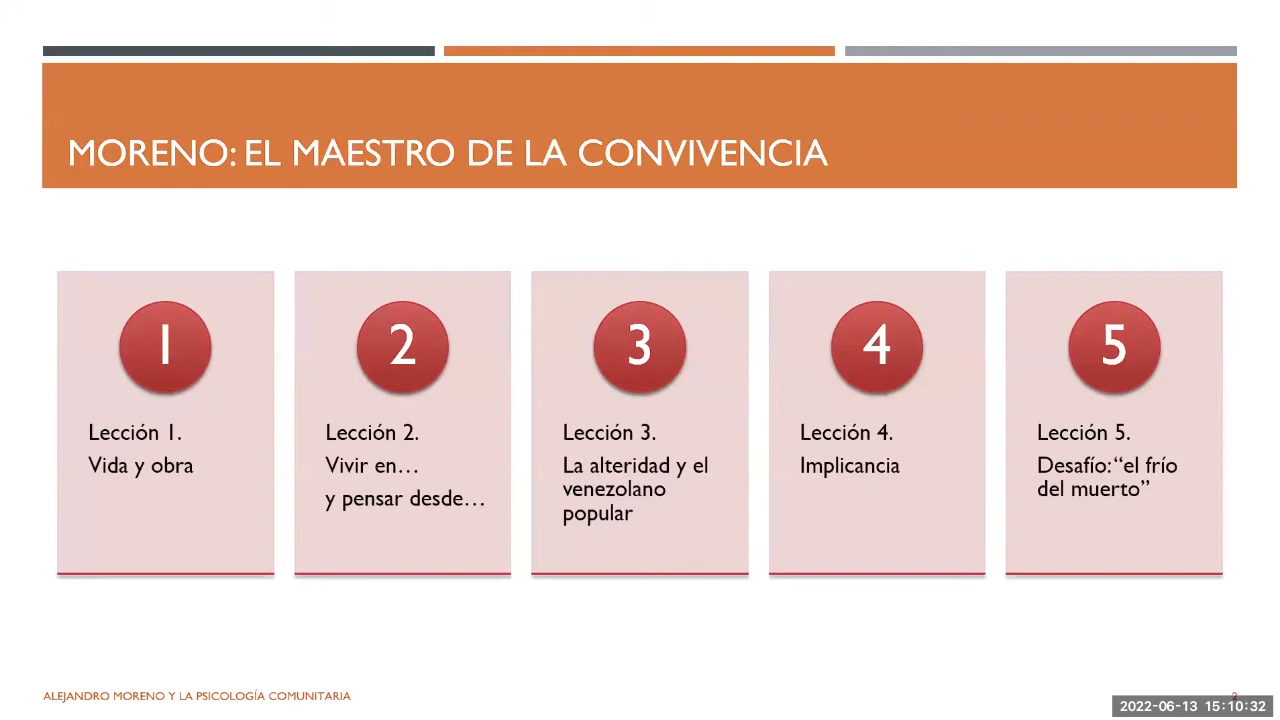 MORENO: EL MAESTRO DE LA CONVIVENCIA
1
Lección 1.
Vida y obra
2
Lección 2.
Vivir en…
y pensar desde…
3
Lección 3.
La alteridad y el
venezolano
popular
4
Lección 4.
Implicancia
5
Lección 5.
Desafío: “el frío
del muerto”
ALEJANDRO MORENO Y LA PSICOLOGÍA COMUNITARIA
2
2022-06-13 15:10:32